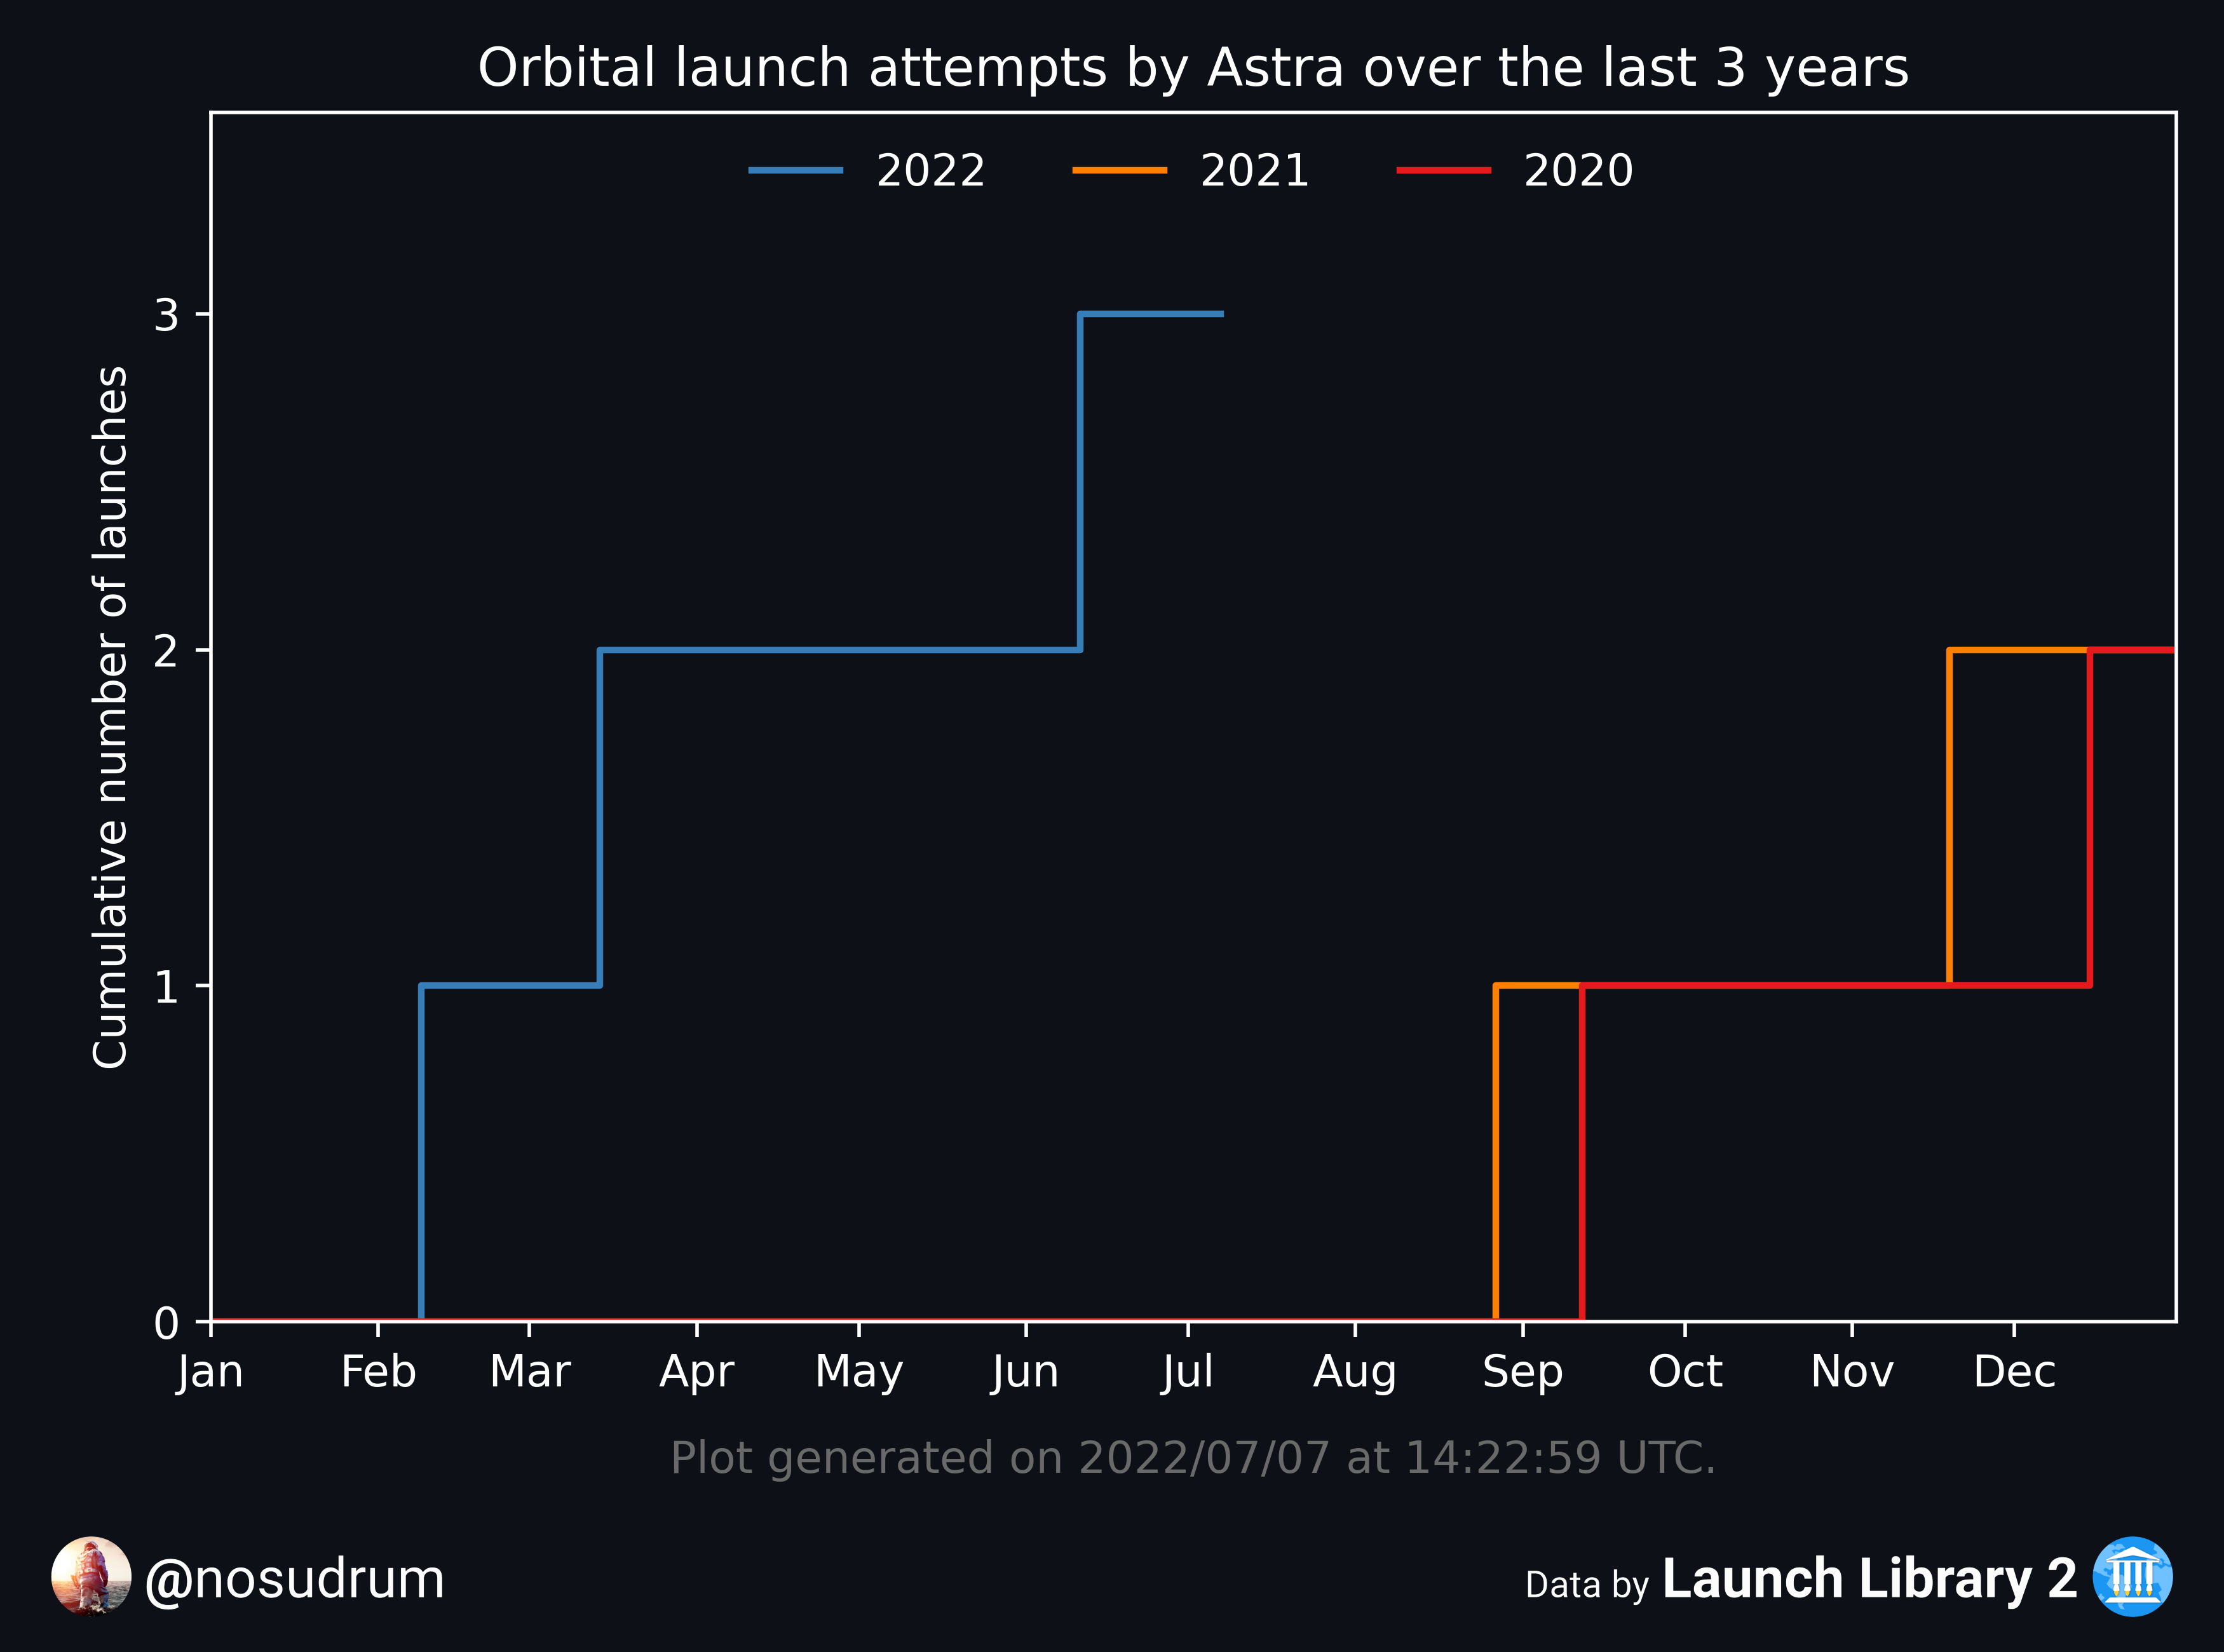 Orbital launch attempts by Astra over the last 3 years
2022 2021 2020
Cumulative number of launches
3
2
1
0
Jan Feb Mar Apr May Jun Jul Aug Sep Oct Nov Dec
Plot generated on 2022/07/07 at 14:22:59 UTC.
@nosudrum
Data by Launch Library 2